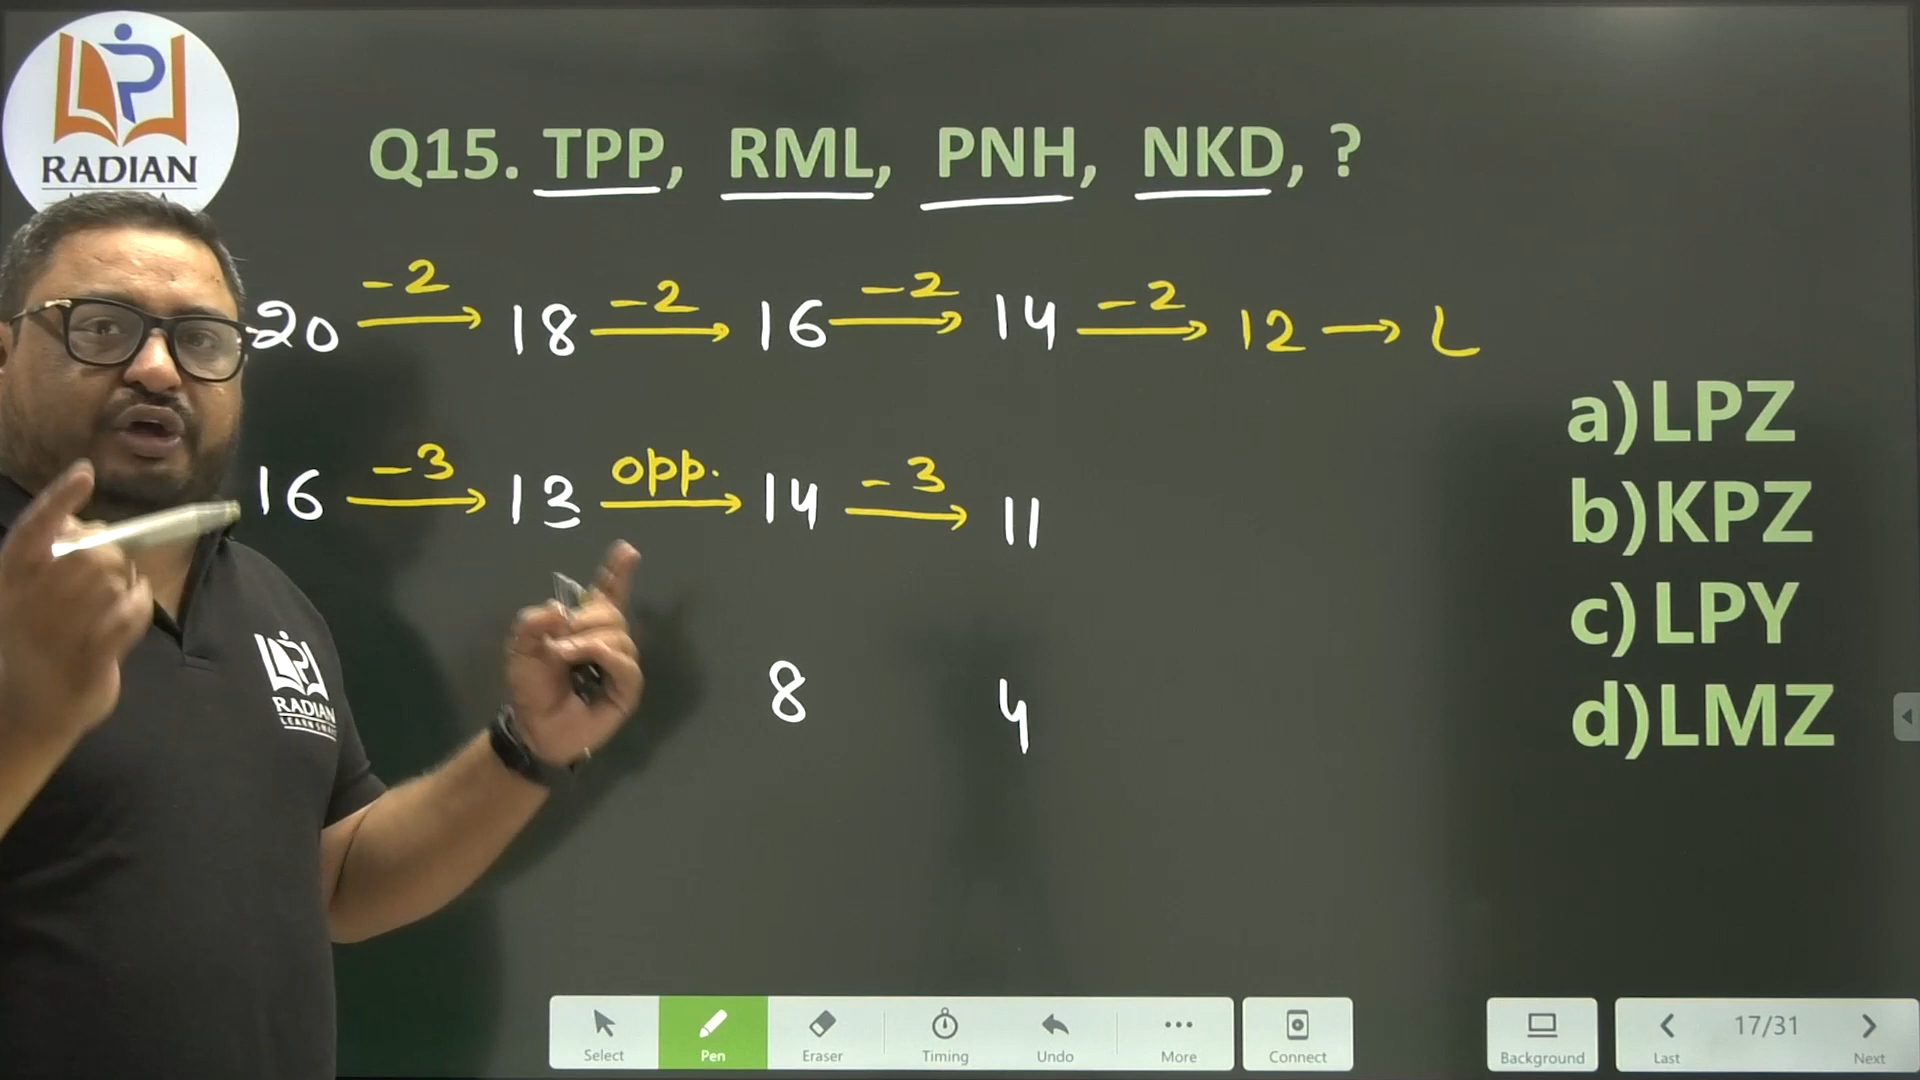 RADIAN
Q15. TPP, RML, PNH, NKD, ?
20 -2 → 18 -2 → 16 -2 → 14 -2 → 12 → L
16 -3 → 13 opp. → 14 -3 → 11
8 4
a) LPZ
b) KPZ
c) LPY
d) LMZ
RADIAN
Select Pen Eraser Timing Undo More Connect Background Last 17/31 Next